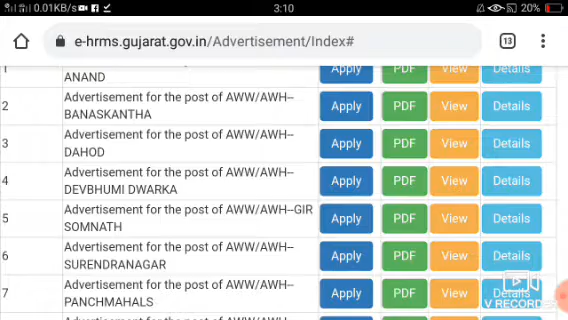 0.01KB/s 3:10 20%
e-hrms.gujarat.gov.in/Advertisement/Index# 13
1 ANAND Apply PDF View Details
2 Advertisement for the post of AWW/AWH--
BANASKANTHA Apply PDF View Details
3 Advertisement for the post of AWW/AWH--
DAHOD Apply PDF View Details
4 Advertisement for the post of AWW/AWH--
DEVBHUMI DWARKA Apply PDF View Details
5 Advertisement for the post of AWW/AWH--GIR
SOMNATH Apply PDF View Details
6 Advertisement for the post of AWW/AWH--
SURENDRANAGAR Apply PDF View Details
7 Advertisement for the post of AWW/AWH--
PANCHMAHALS Apply PDF View Details
V RECORDER